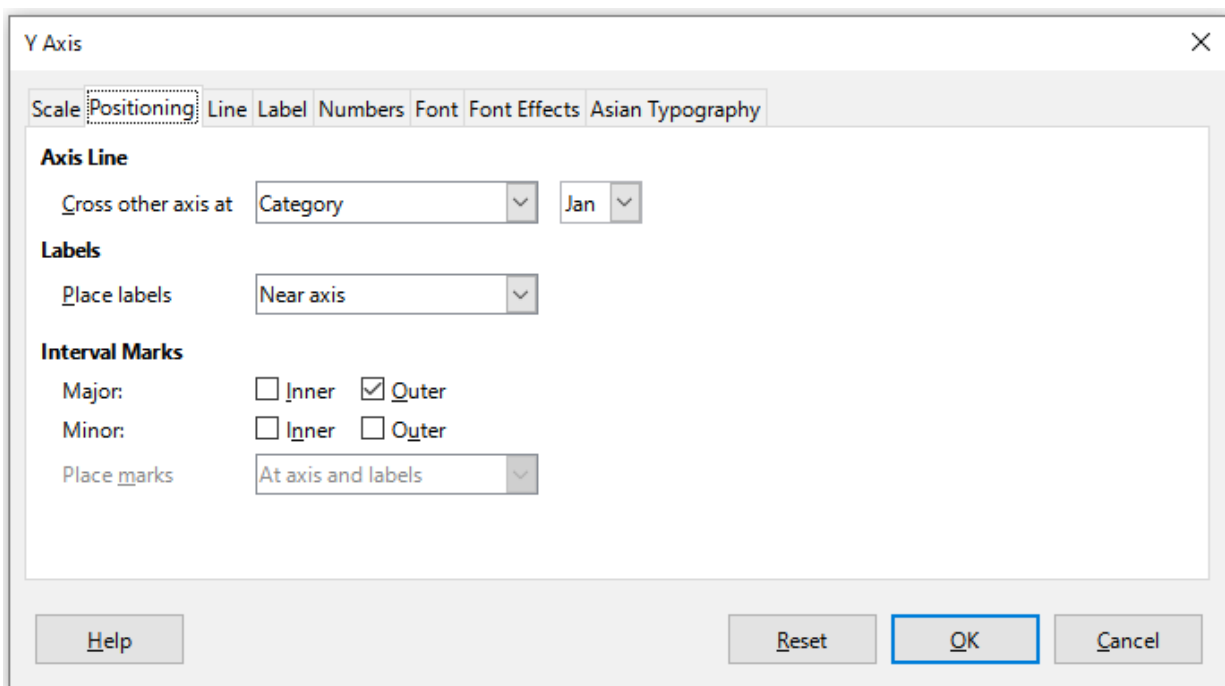 Y Axis
Scale Positioning Line Label Numbers Font Font Effects Asian Typography
Axis Line
Cross other axis at Category Jan
Labels
Place labels Near axis
Interval Marks
Major: Inner Outer
Minor: Inner Outer
Place marks At axis and labels
Help Reset OK Cancel